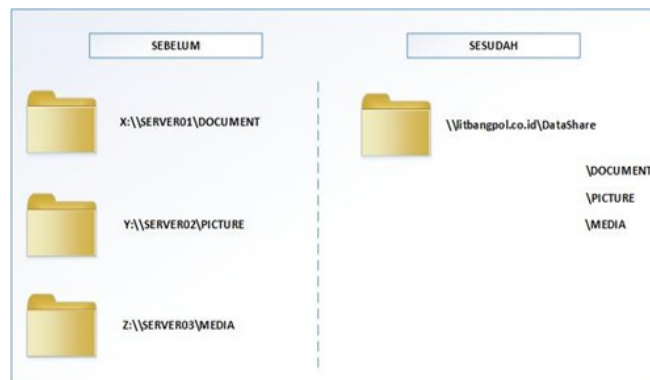 SEBELUM
X:\\SERVER01\DOCUMENT
Y:\\SERVER02\PICTURE
Z:\\SERVER03\MEDIA
SESUDAH
\\litbangpol.co.id\DataShare
\DOCUMENT
\PICTURE
\MEDIA